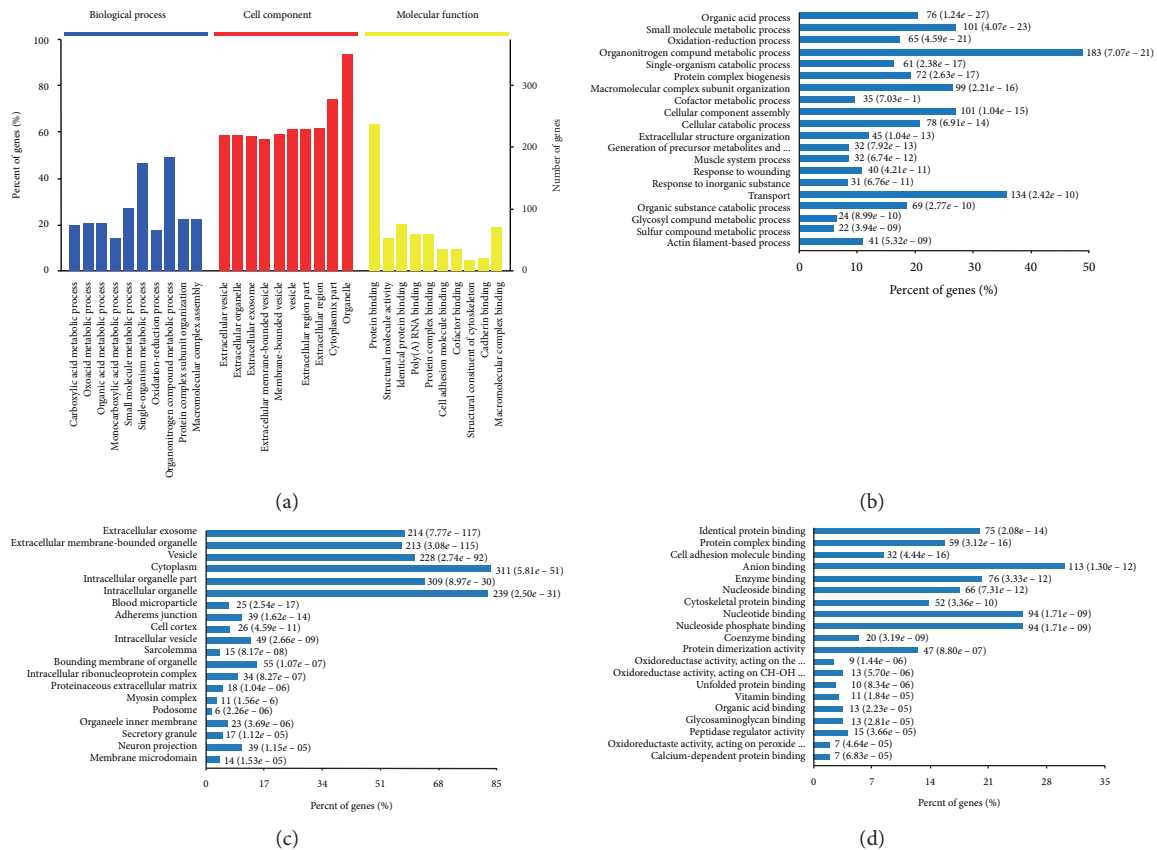 Biological process
Cell component
Molecular function
Percent of genes (%)
100
80
60
40
20
0
Number of genes
300
200
100
0
Carboxylic acid metabolic process
Oxoacid metabolic process
Organic acid metabolic process
Monocarboxylic acid metabolic process
Small molecule metabolic process
Single-organism metabolic process
Oxidation-reduction process
Organonitrogen compound metabolic process
Protein complex subunit organization
Macromolecular complex assembly
Extracellular vesicle
Extracellular organelle
Extracellular exosome
Extracellular membrane-bounded vesicle
Membrane-bounded vesicle
vesicle
Extracellular region part
Extracellular region
Cytoplasmix part
Organelle
Protein binding
Structural molecule activity
Identical protein binding
Poly(A) RNA binding
Protein complex binding
Cell adhesion molecule binding
Cofactor binding
Structural consituent of cytoskeleton
Cadherin binding
Macromolecular complex binding
(a)
Organic acid process 76 (1.24e – 27)
Small molecule metabolic process 101 (4.07e – 23)
Oxidation-reduction process 65 (4.59e – 21)
Organonitrogen compund metabolic process 183 (7.07e – 21)
Single-organism catabolic process 61 (2.38e – 17)
Protein complex biogenesis 72 (2.63e – 17)
Macromolecular complex subunit organization 99 (2.21e – 16)
Cofactor metabolic process 35 (7.03e – 1)
Cellular component assembly 101 (1.04e – 15)
Cellular catabolic process 78 (6.91e – 14)
Extracellular structure organization 45 (1.04e – 13)
Generation of precursor metabolites and ... 32 (7.92e – 13)
Muscle system process 32 (6.74e – 12)
Response to wounding 40 (4.21e – 11)
Response to inorganic substance 31 (6.76e – 11)
Transport 134 (2.42e – 10)
Organic substance catabolic process 69 (2.77e – 10)
Glycosyl compund metabolic process 24 (8.99e – 10)
Sulfur compound metabolic process 22 (3.94e – 09)
Actin filament-based process 41 (5.32e – 09)
0 10 20 30 40 50
Percent of genes (%)
(b)
Extracellular exosome 214 (7.77e – 117)
Extracellular membrane-bounded organelle 213 (3.08e – 115)
Vesicle 228 (2.74e – 92)
Cytoplasm 311 (5.81e – 51)
Intracellular organelle part 309 (8.97e – 30)
Intracellular organelle 239 (2.50e – 31)
Blood microparticle 25 (2.54e – 17)
Adherems junction 39 (1.62e – 14)
Cell cortex 26 (4.59e – 11)
Intracellular vesicle 49 (2.66e – 09)
Sarcolemma 15 (8.17e – 08)
Bounding membrane of organelle 55 (1.07e – 07)
Intracellular ribonucleoprotein complex 34 (8.27e – 07)
Proteinaceous extracellular matrix 18 (1.04e – 06)
Myosin complex 11 (1.56e – 6)
Podosome 6 (2.26e – 06)
Organeele inner membrane 23 (3.69e – 06)
Secretory granule 17 (1.12e – 05)
Neuron projection 39 (1.15e – 05)
Membrane microdomain 14 (1.53e – 05)
0 17 34 51 68 85
Percnt of genes (%)
(c)
Identical protein binding 75 (2.08e – 14)
Protein complex binding 59 (3.12e – 16)
Cell adhesion molecule binding 32 (4.44e – 16)
Anion binding 113 (1.30e – 12)
Enzyme binding 76 (3.33e – 12)
Nucleoside binding 66 (7.31e – 12)
Cytoskeletal protein binding 52 (3.36e – 10)
Nucleotide binding 94 (1.71e – 09)
Nucleoside phosphate binding 94 (1.71e – 09)
Coenzyme binding 20 (3.19e – 09)
Protein dimerization activity 47 (8.80e – 07)
Oxidoreductase activity, acting on the ... 9 (1.44e – 06)
Oxidoreductase activity, acting on CH-OH ... 13 (5.70e – 06)
Unfolded protein binding 10 (8.34e – 06)
Vitamin binding 11 (1.84e – 05)
Organic acid binding 13 (2.23e – 05)
Glycosaminoglycan binding 13 (2.81e – 05)
Peptidase regulator activity 15 (3.66e – 05)
Oxidoreductaste activity, acting on peroxide ... 7 (4.64e – 05)
Calcium-dependent protein binding 7 (6.83e – 05)
0 7 14 21 28 35
Percnt of genes (%)
(d)